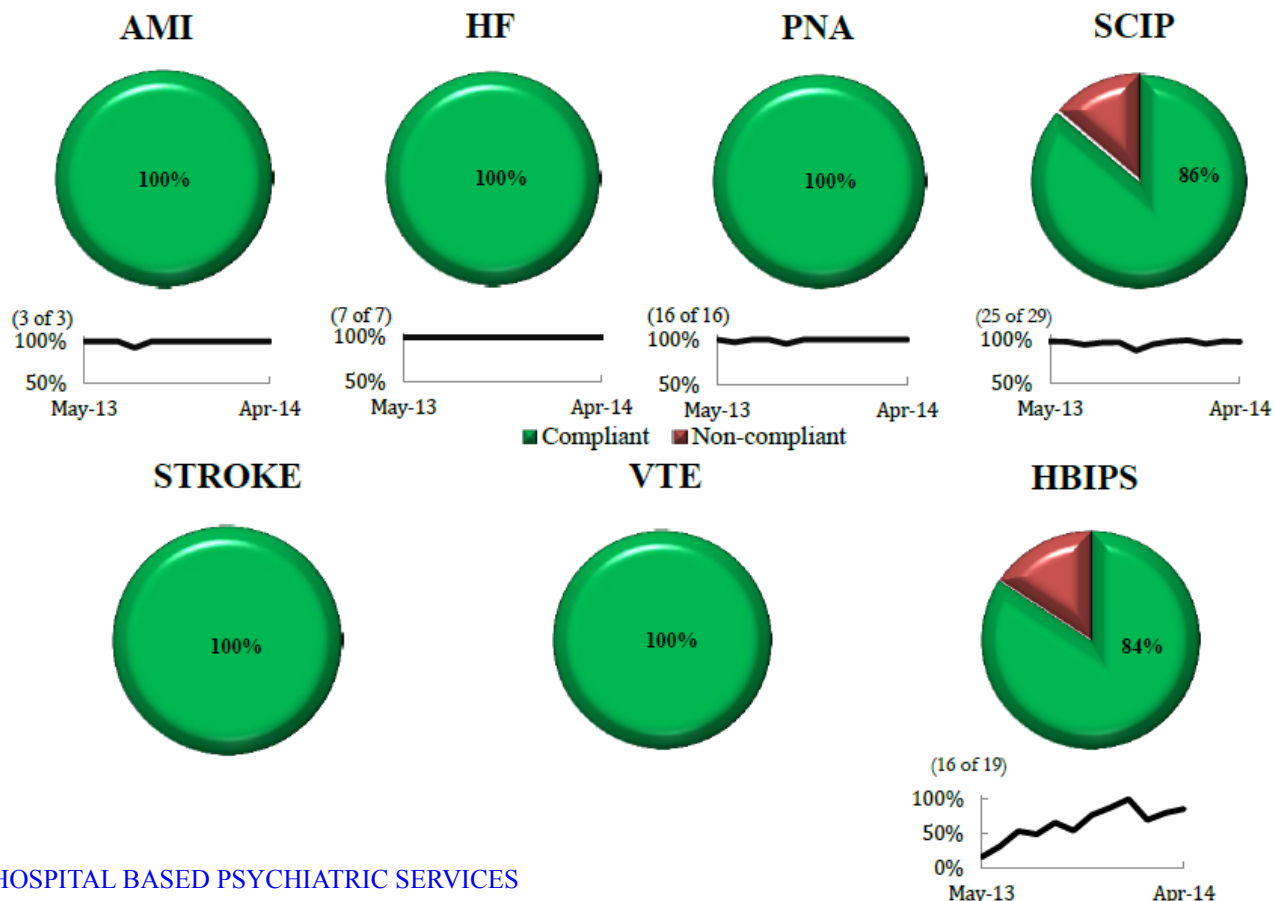 AMI
HF
PNA
SCIP
100%
100%
100%
86%
(3 of 3)
100%
50%
May-13 Apr-14
(7 of 7)
100%
50%
May-13 Apr-14
(16 of 16)
100%
50%
May-13 Apr-14
(25 of 29)
100%
50%
May-13 Apr-14
Compliant Non-compliant
STROKE
VTE
HBIPS
100%
100%
84%
(16 of 19)
100%
50%
0%
May-13 Apr-14
HOSPITAL BASED PSYCHIATRIC SERVICES